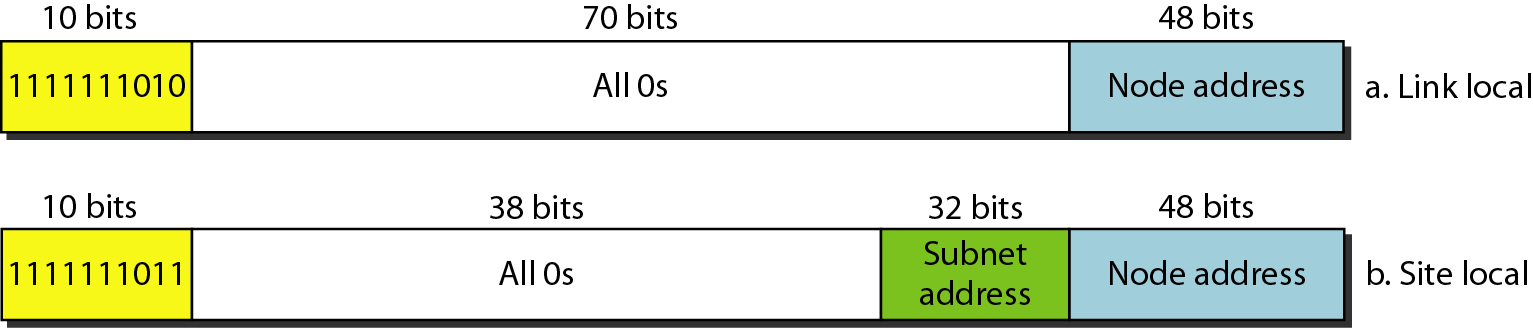 10 bits 70 bits 48 bits
1111111010 All 0s Node address a. Link local
10 bits 38 bits 32 bits 48 bits
1111111011 All 0s Subnet address Node address b. Site local